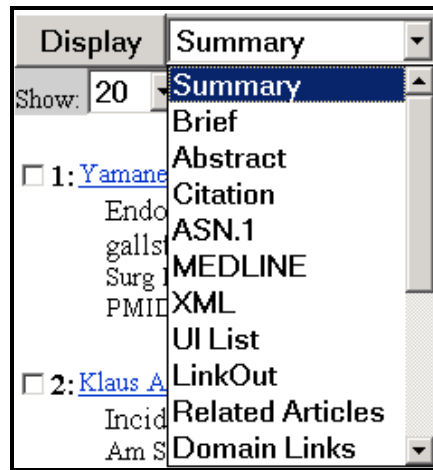 Display Summary
Show: 20
Summary
Brief
Abstract
Citation
ASN.1
MEDLINE
XML
UI List
LinkOut
Related Articles
Domain Links
1: Yamane
Endo
gallst
Surg
PMID
2: Klaus A
Incid
Am S